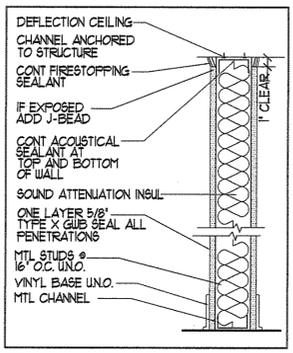 DEFLECTION CEILING
CHANNEL ANCHORED
TO STRUCTURE
CONT FIRESTOPPING
SEALANT
IF EXPOSED
ADD J-BEAD
CONT ACOUSTICAL
SEALANT AT
TOP AND BOTTOM
OF WALL
SOUND ATTENUATION INSUL
ONE LAYER 5/8"
TYPE X GWB SEAL ALL
PENETRATIONS
MTL STUDS @
16" O.C. U.N.O.
VINYL BASE U.N.O.
MTL CHANNEL
1" CLEAR